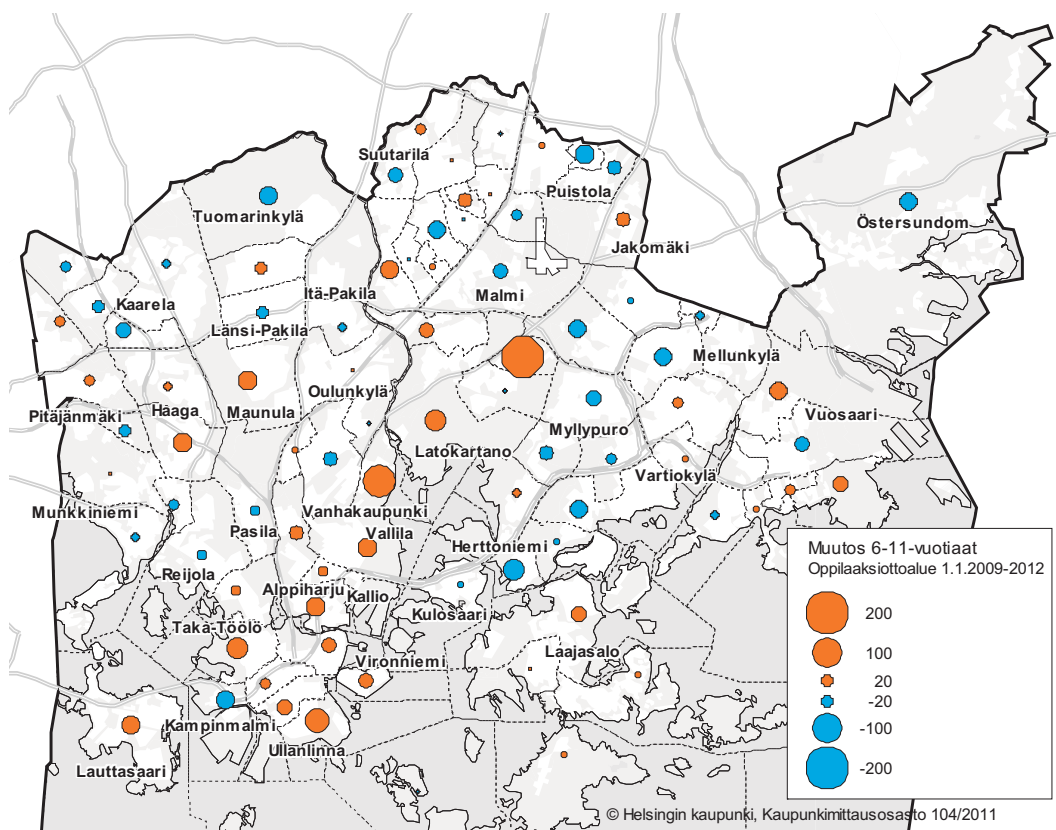 Suutarila
Puistola
Tuomarinkylä
Östersundom
Jakomäki
Kaarela
Itä-Pakila
Malmi
Länsi-Pakila
Mellunkylä
Oulunkylä
Pitäjänmäki
Haaga
Maunula
Vuosaari
Myllypuro
Latokartano
Vartiokylä
Munkkiniemi
Vanhakaupunki
Pasila
Vallila
Herttoniemi
Reijola
Alppiharju
Kallio
Kulosaari
Taka-Töölö
Vironniemi
Laajasalo
Kampinmalmi
Ullanlinna
Lauttasaari
Muutos 6-11-vuotiaat
Oppilaaksiottoalue 1.1.2009-2012
200
100
20
-20
-100
-200
© Helsingin kaupunki, Kaupunkimittausosasto 104/2011